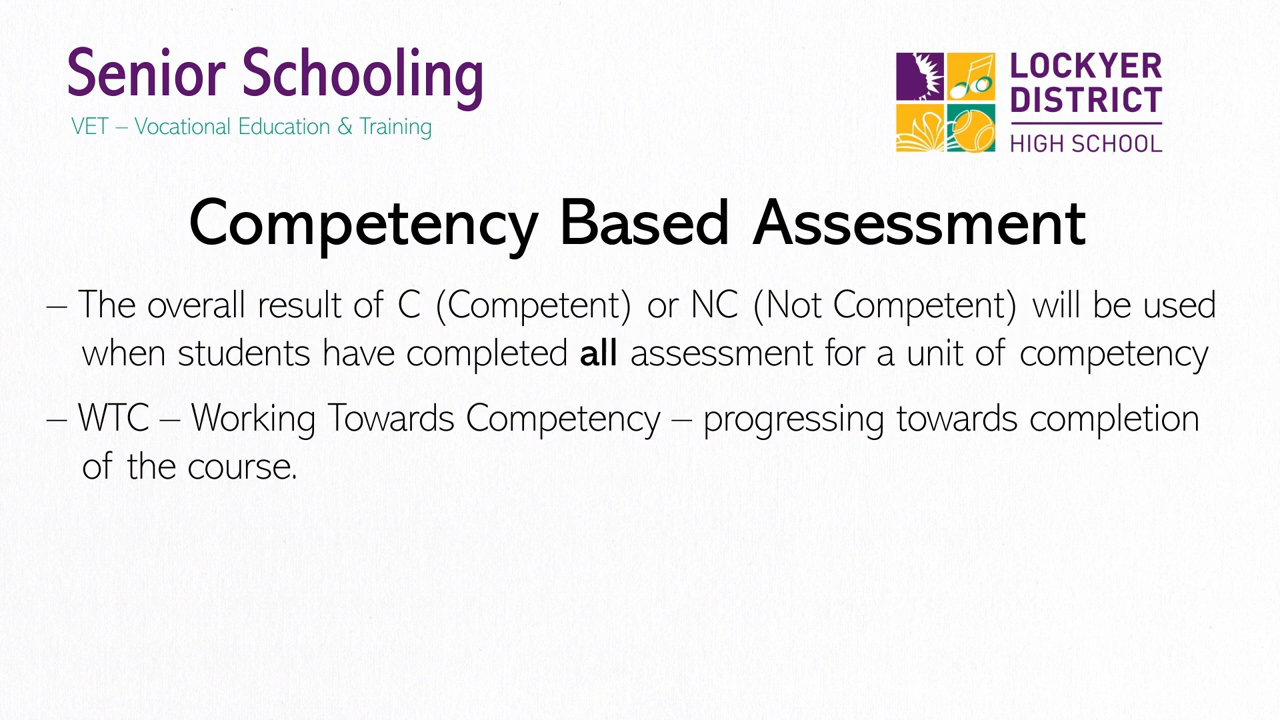 Senior Schooling
VET – Vocational Education & Training
LOCKYER
DISTRICT
HIGH SCHOOL
Competency Based Assessment
– The overall result of C (Competent) or NC (Not Competent) will be used
when students have completed all assessment for a unit of competency
– WTC – Working Towards Competency – progressing towards completion
of the course.